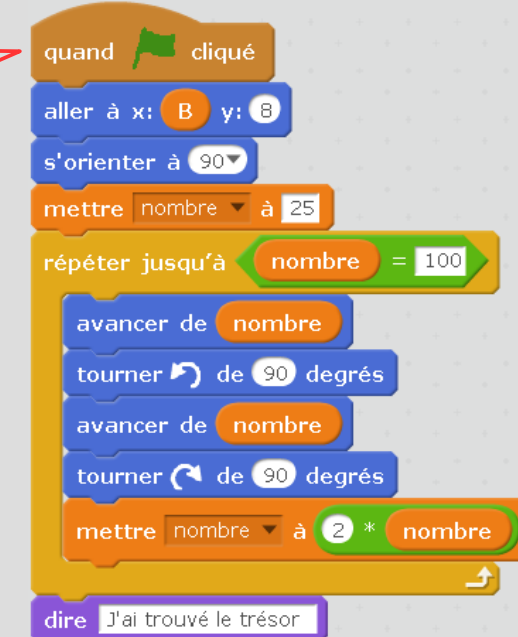 quand cliqué
aller à x: B y: 8
s'orienter à 90
mettre nombre à 25
répéter jusqu'à nombre = 100
avancer de nombre
tourner de 90 degrés
avancer de nombre
tourner de 90 degrés
mettre nombre à 2 * nombre
dire J'ai trouvé le trésor